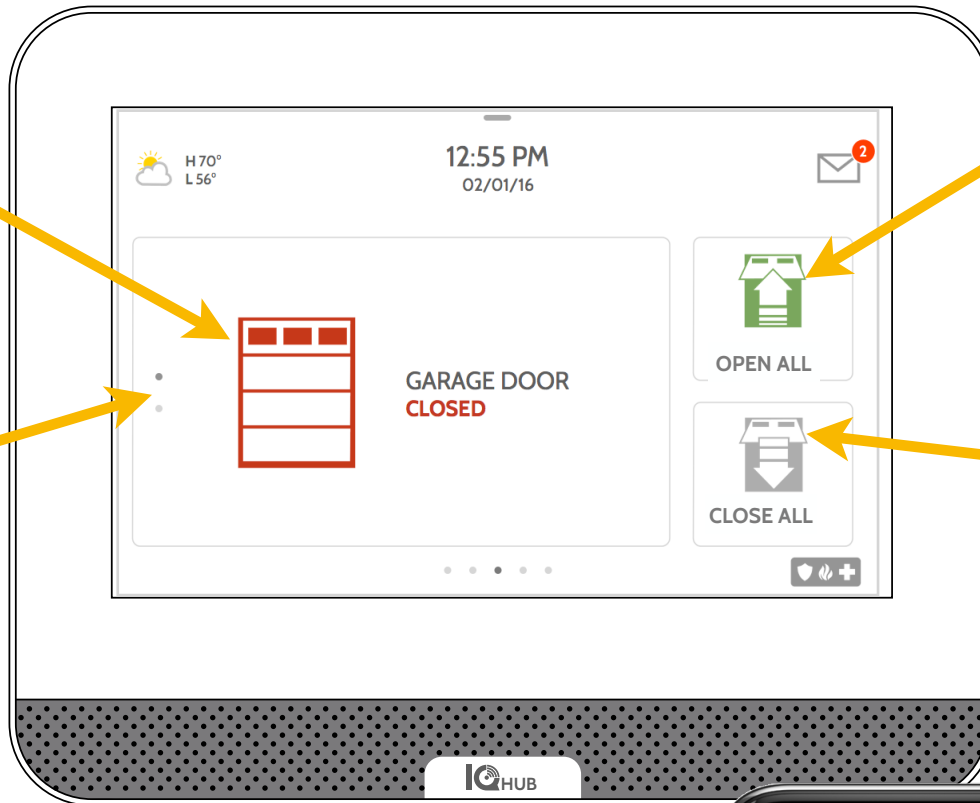 H 70°
L 56°
12:55 PM
02/01/16
2
GARAGE DOOR
CLOSED
OPEN ALL
CLOSE ALL
IQ HUB